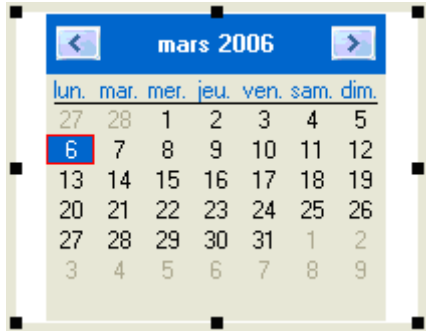 mars 2006
lun. mar. mer. jeu. ven. sam. dim.
27 28 1 2 3 4 5
6 7 8 9 10 11 12
13 14 15 16 17 18 19
20 21 22 23 24 25 26
27 28 29 30 31 1 2
3 4 5 6 7 8 9